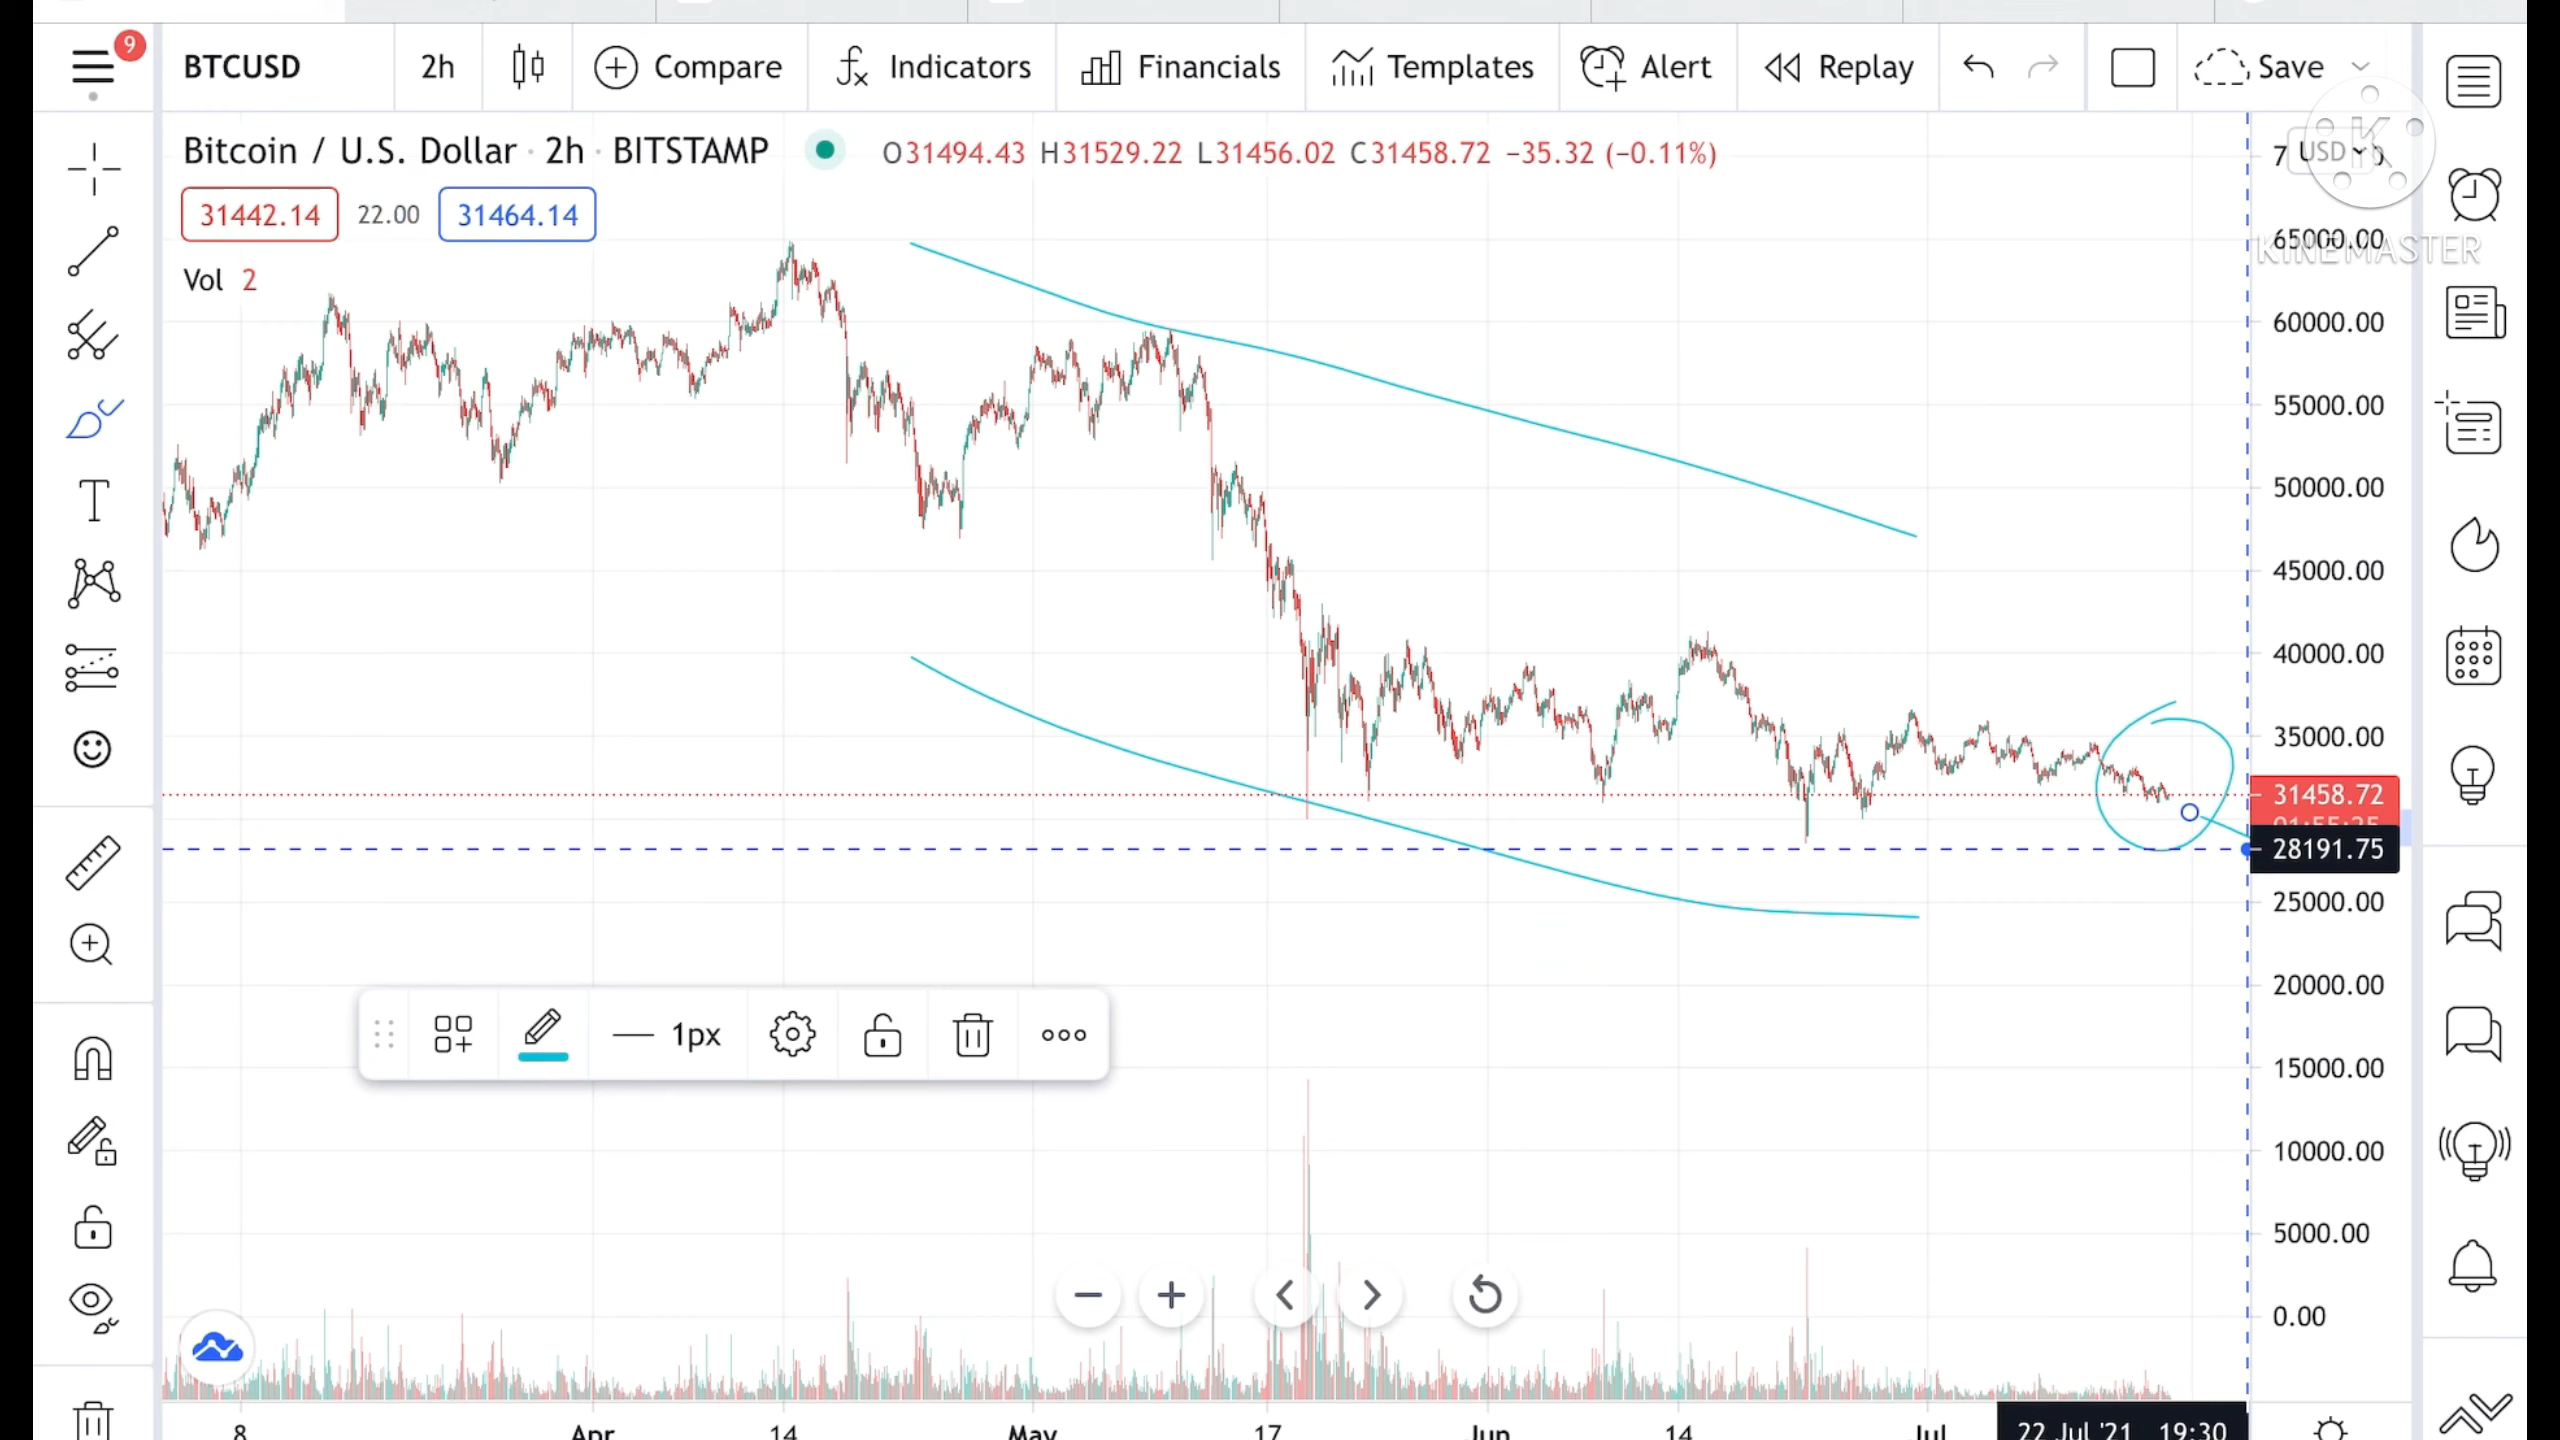 9
BTCUSD 2h Compare Indicators Financials Templates Alert Replay Save
Bitcoin / U.S. Dollar · 2h · BITSTAMP O31494.43 H31529.22 L31456.02 C31458.72 −35.32 (−0.11%)
USD
K
31442.14 22.00 31464.14
Vol 2
KINEMASTER
65000.00
60000.00
55000.00
50000.00
45000.00
40000.00
35000.00
31458.72
01:55:25
28191.75
25000.00
20000.00
1px
15000.00
10000.00
5000.00
0.00
8 Apr 14 May 17 Jun 14 Jul 22 Jul '21 19:30